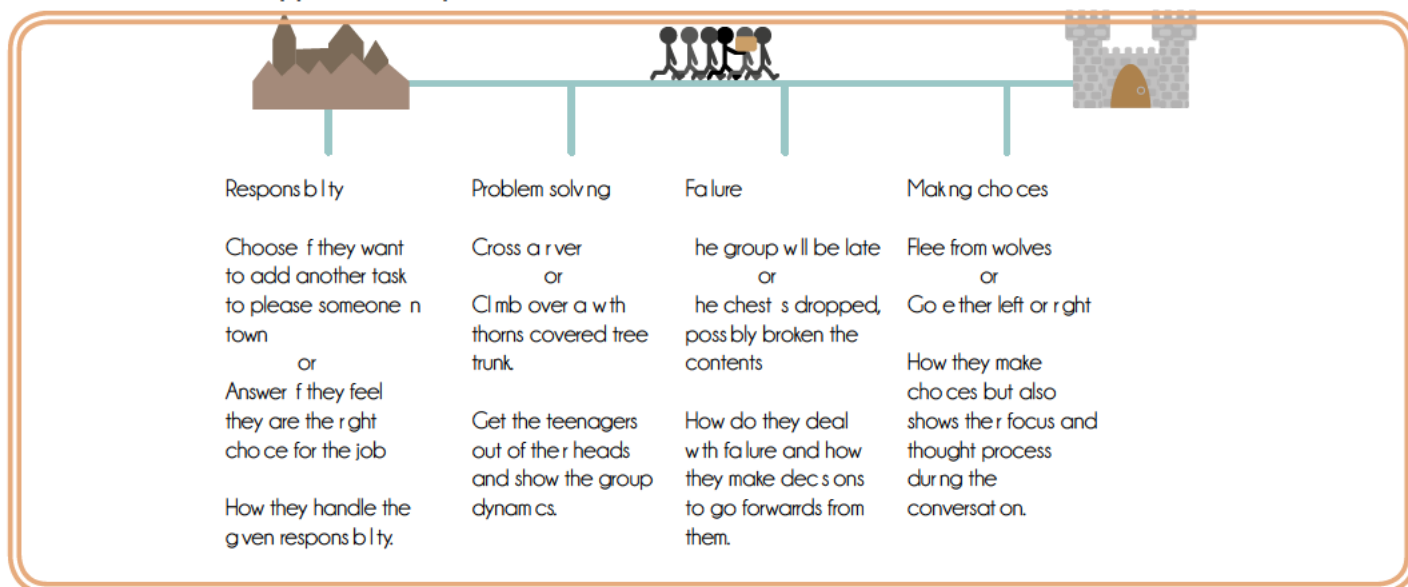 Respons b l ty
Choose f they want
to add another task
to please someone n
town
or
Answer f they feel
they are the r ght
cho ce for the job
How they handle the
g ven respons b l ty.
Problem solv ng
Cross a r ver
or
Cl mb over a w th
thorns covered tree
trunk.
Get the teenagers
out of the r heads
and show the group
dynam cs.
Fa lure
he group w ll be late
or
he chest s dropped,
poss bly broken the
contents
How do they deal
w th fa lure and how
they make dec s ons
to go forwarrds from
them.
Mak ng cho ces
Flee from wolves
or
Go e ther left or r ght
How they make
cho ces but also
shows the r focus and
thought process
dur ng the
conversat on.